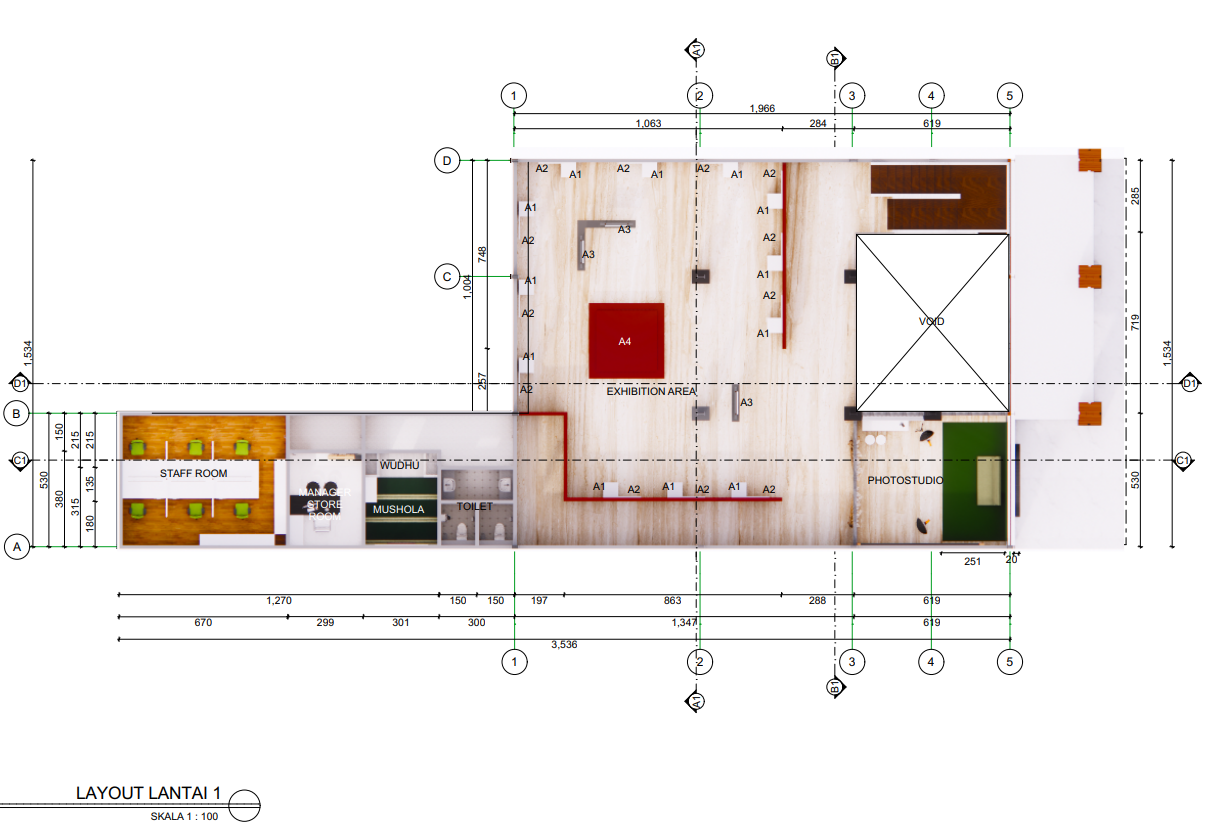 A1
B1
1
2
3
4
5
1,966
1,063
284
619
D
A2
A1
A2
A1
A2
A1
A2
A1
A1
A2
A3
A3
A2
748
1,004
C
A1
A1
A2
A2
A1
A1
A2
A4
VOID
285
719
1,534
1,534
257
D1
D1
EXHIBITION AREA
A3
B
530
150
380
215
315
215
135
180
C1
C1
STAFF ROOM
WUDHU
MANAGER
STORE
ROOM
MUSHOLA
TOILET
A1
A2
A1
A2
A1
A2
PHOTOSTUDIO
530
A
251
20
1,270
150
150
197
863
288
619
670
299
301
300
1,347
619
3,536
1
2
3
4
5
A1
B1
LAYOUT LANTAI 1
SKALA 1 : 100